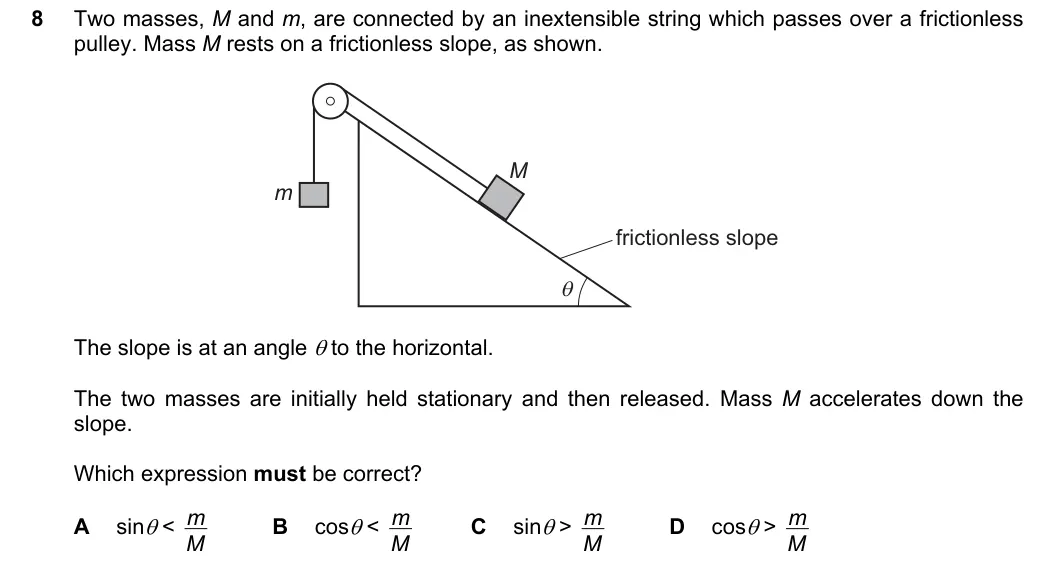 8 Two masses, M and m, are connected by an inextensible string which passes over a frictionless
pulley. Mass M rests on a frictionless slope, as shown.
M
m
frictionless slope
θ
The slope is at an angle θ to the horizontal.
The two masses are initially held stationary and then released. Mass M accelerates down the
slope.
Which expression must be correct?
A sinθ < m/M B cosθ < m/M C sinθ > m/M D cosθ > m/M